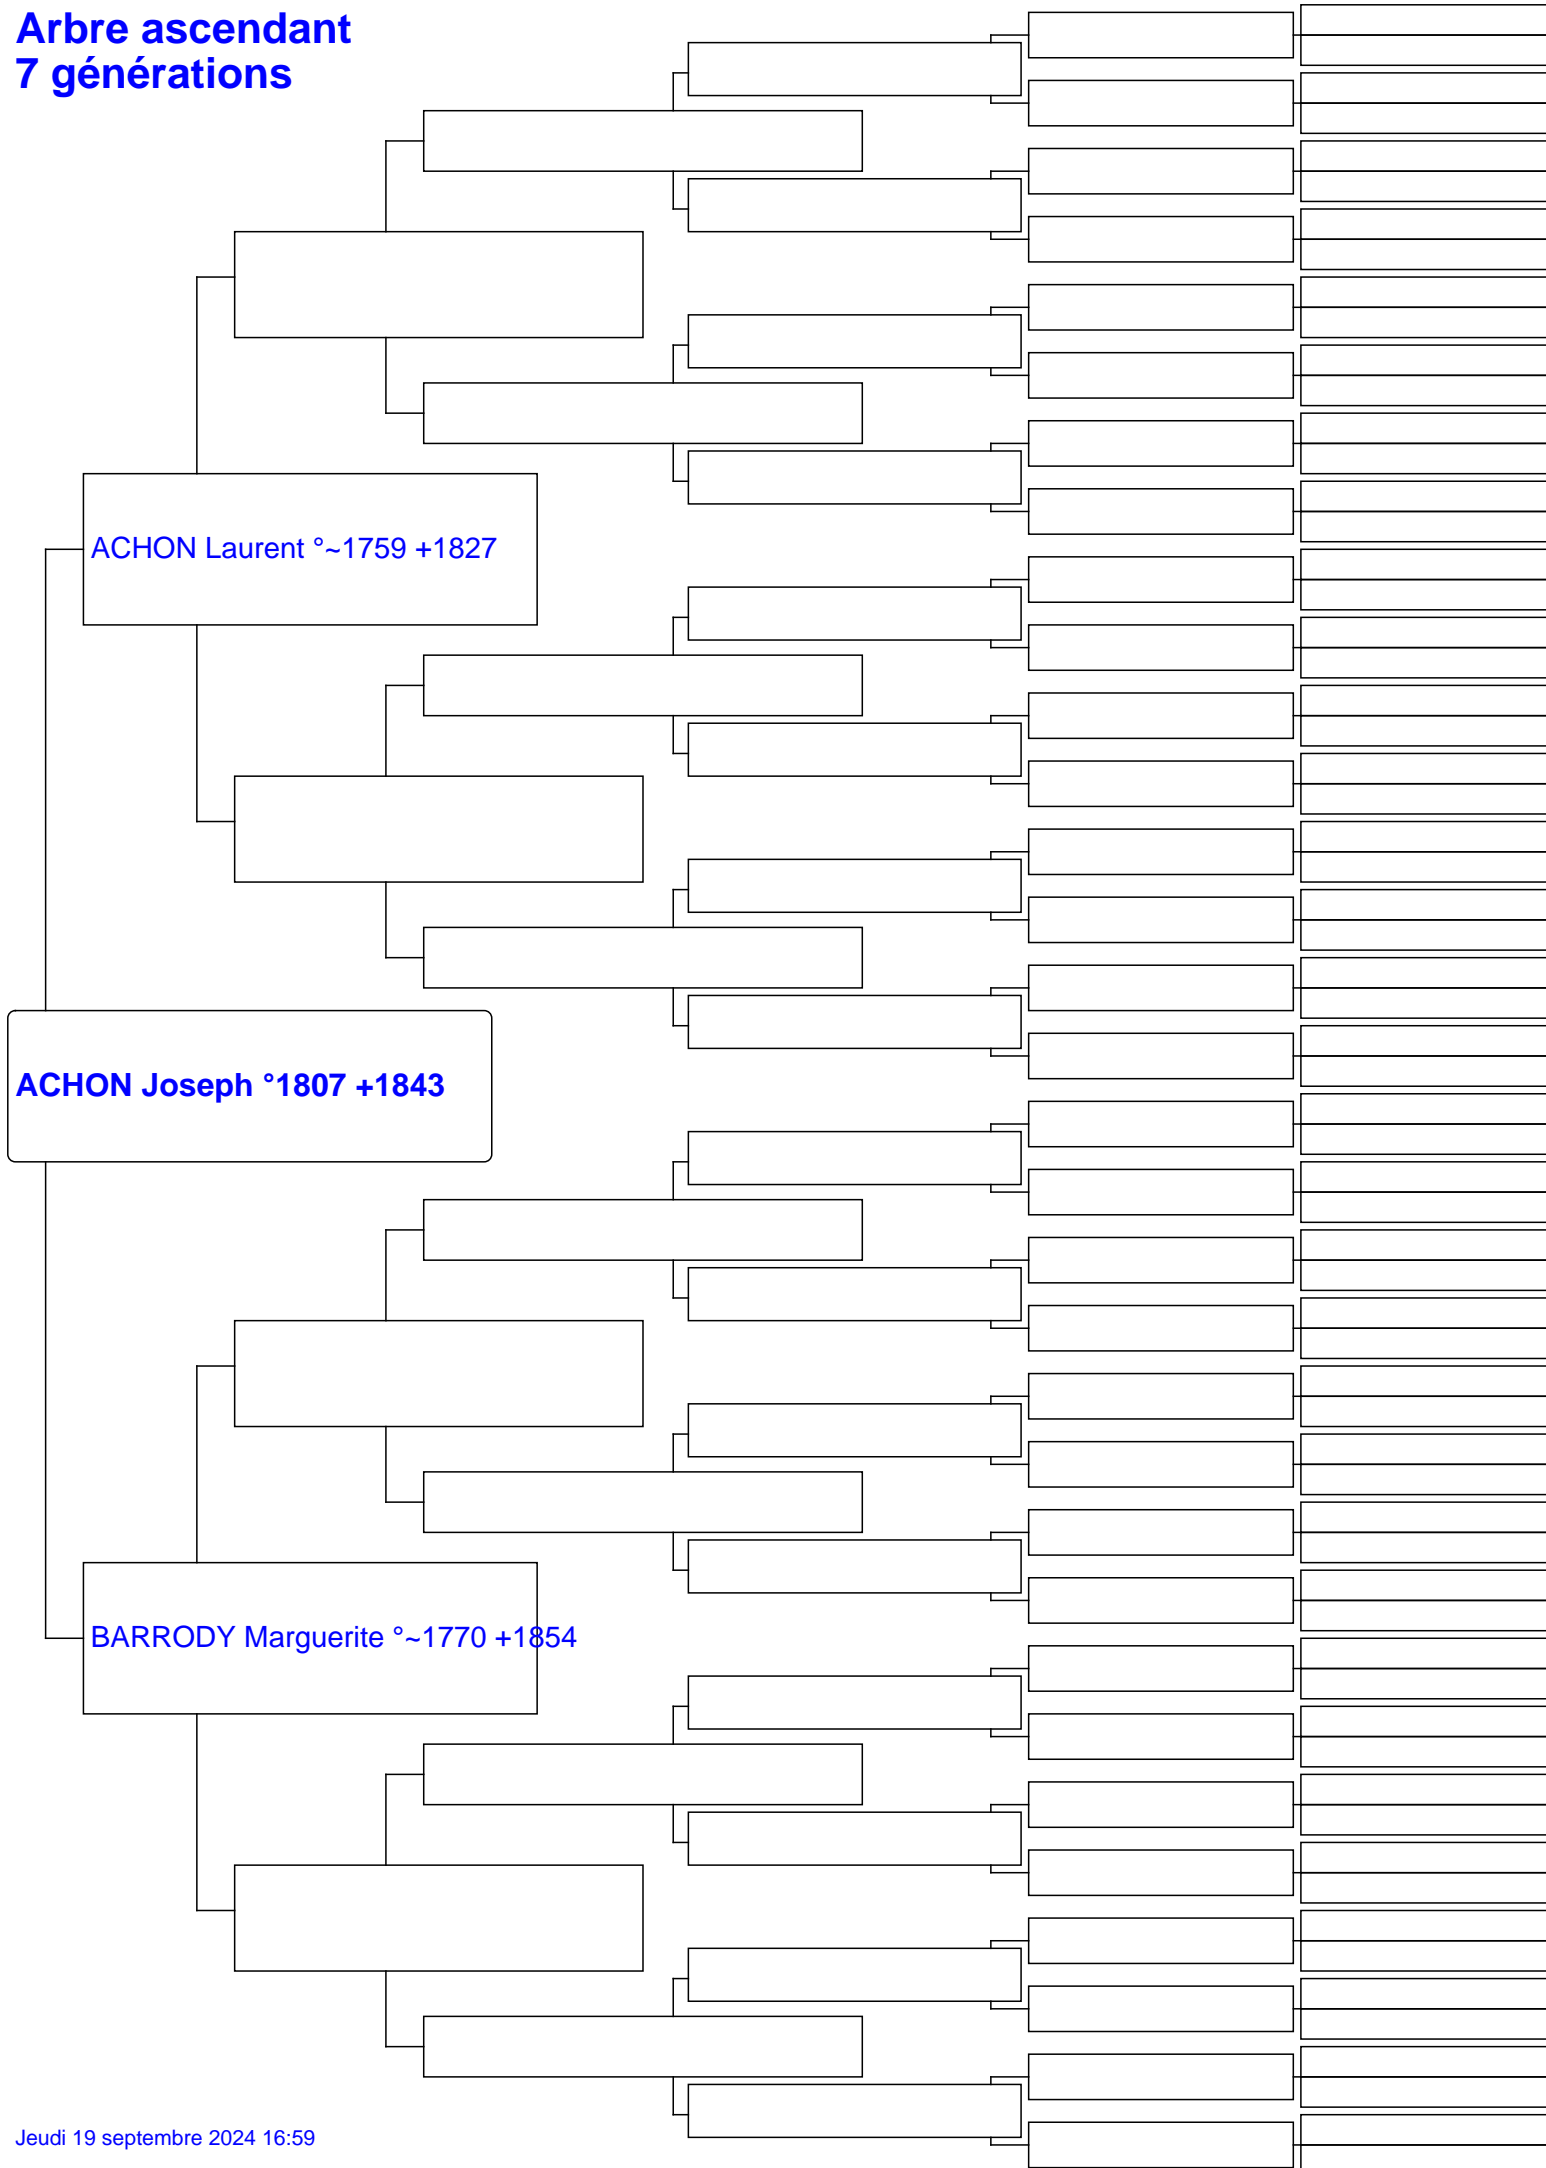 Arbre ascendant
7 générations
ACHON Laurent °~1759 +1827
ACHON Joseph °1807 +1843
BARRODY Marguerite °~1770 +1854
Jeudi 19 septembre 2024 16:59